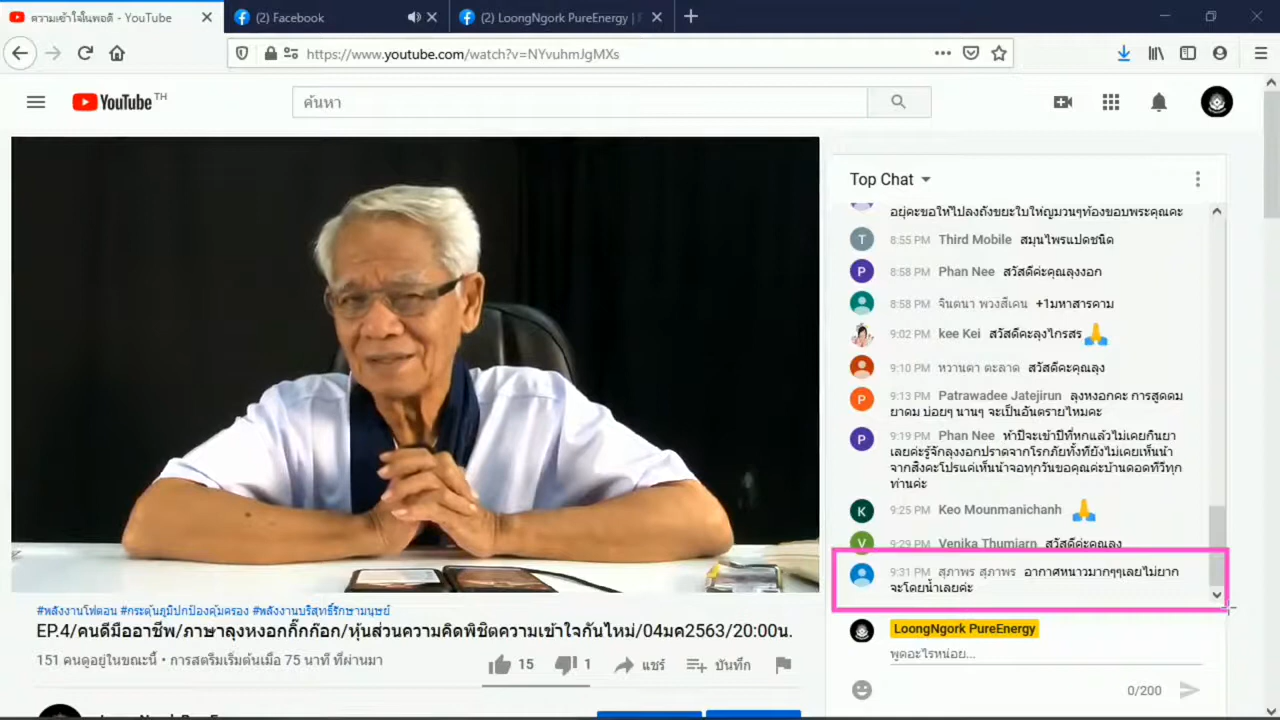 ความเข้าใจในพอดี - YouTube
(2) Facebook
(2) LoongNgork PureEnergy |
https://www.youtube.com/watch?v=NYvuhmJgMXs
YouTube TH
ค้นหา
Top Chat
อยู่คะขอให้ไปลงถังขยะใบใหญ่มวนๆท้องขอบพระคุณคะ
T 8:55 PM Third Mobile สมุนไพรแปดชนิด
P 8:58 PM Phan Nee สวัสดีค่ะคุณลุงงอก
8:58 PM จินตนา พวงสีเคน +1มหาสารคาม
9:02 PM kee Kei สวัสดีคะลุงไกรสร🙏
9:10 PM หวานตา ตะลาด สวัสดีคะคุณลุง
P 9:13 PM Patrawadee Jatejirun ลุงหงอกคะ การสูดดม
ยาดม บ่อยๆ นานๆ จะเป็นอันตรายไหมคะ
P 9:19 PM Phan Nee ห้าปีจะเข้าปีที่หกแล้วไม่เคยกินยา
เลยค่ะรู้จักลุงงอกปราดจากโรกภัยทั้งที่ยังไม่เคยเห็นน้า
จากสิ่งคะโปรแค่เห็นน้าจอทุกวันขอคุณค่ะบ้านดอดทีวีทุก
ท่านค่ะ
K 9:25 PM Keo Mounmanichanh 🙏
V 9:29 PM Venika Thumjarn สวัสดีค่ะคุณลุง
9:31 PM สุภาพร สุภาพร อากาศหนาวมากๆๆเลยไม่ยาก
จะโดยน้ำเลยค่ะ
LoongNgork PureEnergy
พูดอะไรหน่อย...
0/200
#พลังงานโฟตอน #กระตุ้นภูมิปกป้องคุ้มครอง #พลังงานบริสุทธิ์รักษามนุษย์
EP.4/คนดีมืออาชีพ/ภาษาลุงหงอกกิ๊กก๊อก/หุ้นส่วนความคิดพิชิตความเข้าใจกันไหม่/04มค2563/20:00น.
151 คนดูอยู่ในขณะนี้ • การสตรีมเริ่มต้นเมื่อ 75 นาที ที่ผ่านมา
15
1
แชร์
บันทึก